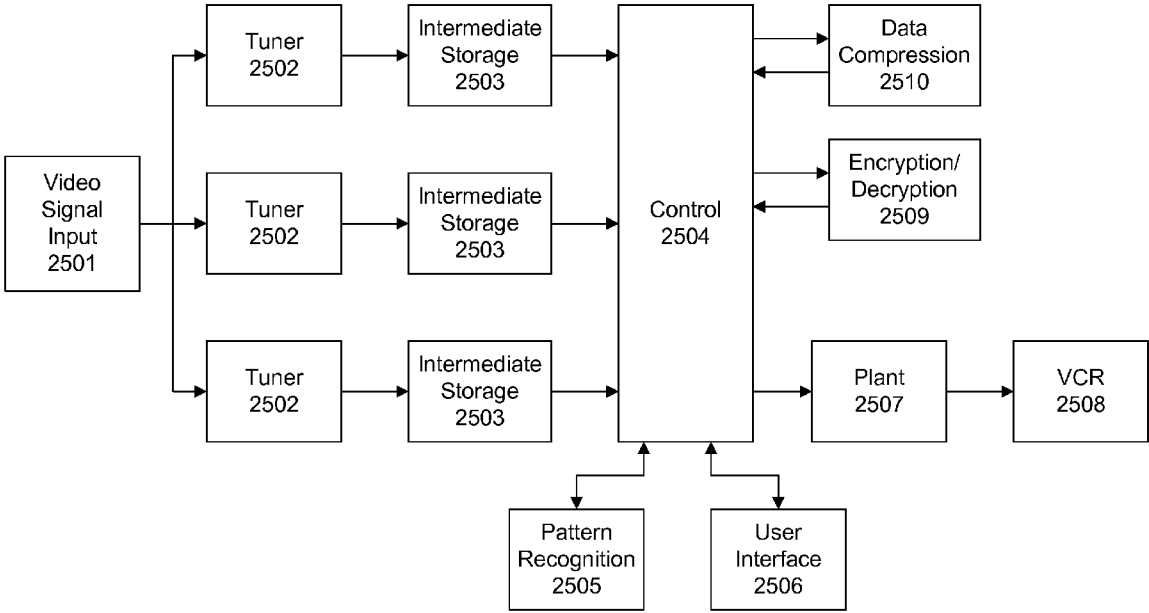 Video
Signal
Input
2501
Tuner
2502
Intermediate
Storage
2503
Tuner
2502
Intermediate
Storage
2503
Tuner
2502
Intermediate
Storage
2503
Control
2504
Data
Compression
2510
Encryption/
Decryption
2509
Plant
2507
VCR
2508
Pattern
Recognition
2505
User
Interface
2506